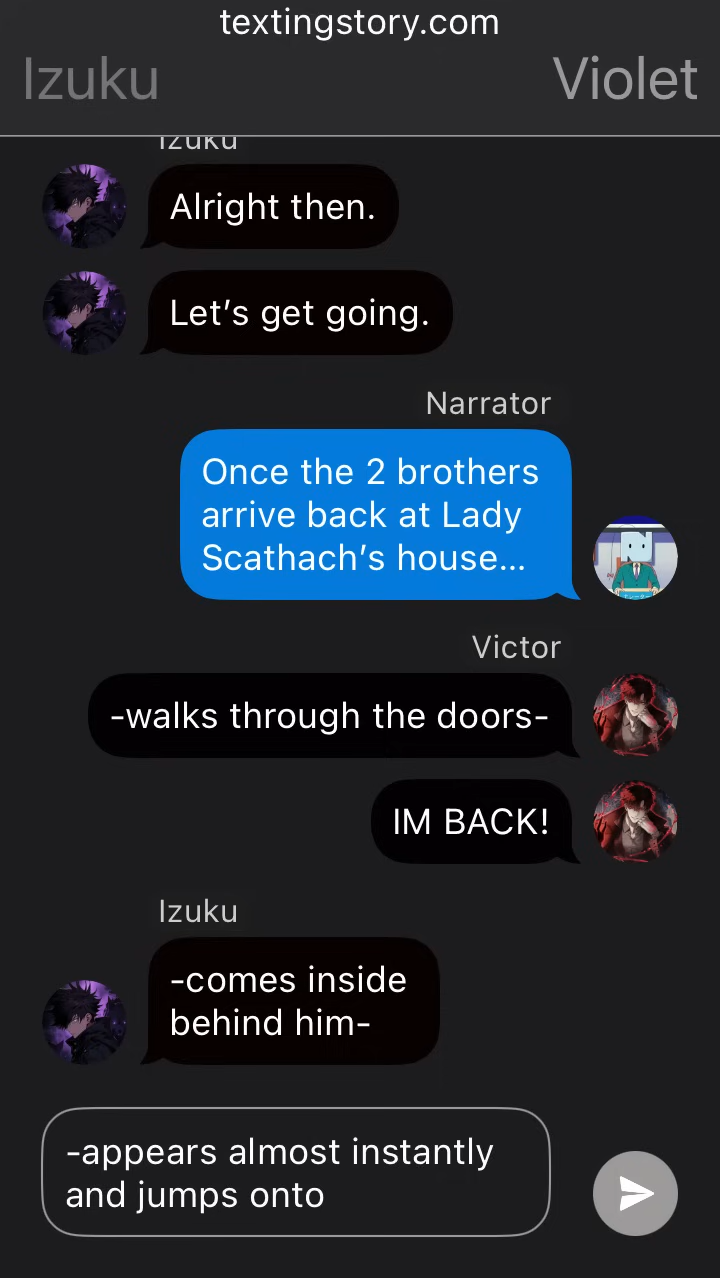 textingstory.com
Izuku
Violet
Izuku
Alright then.
Let’s get going.
Narrator
Once the 2 brothers
arrive back at Lady
Scathach’s house...
Victor
-walks through the doors-
IM BACK!
Izuku
-comes inside
behind him-
-appears almost instantly
and jumps onto